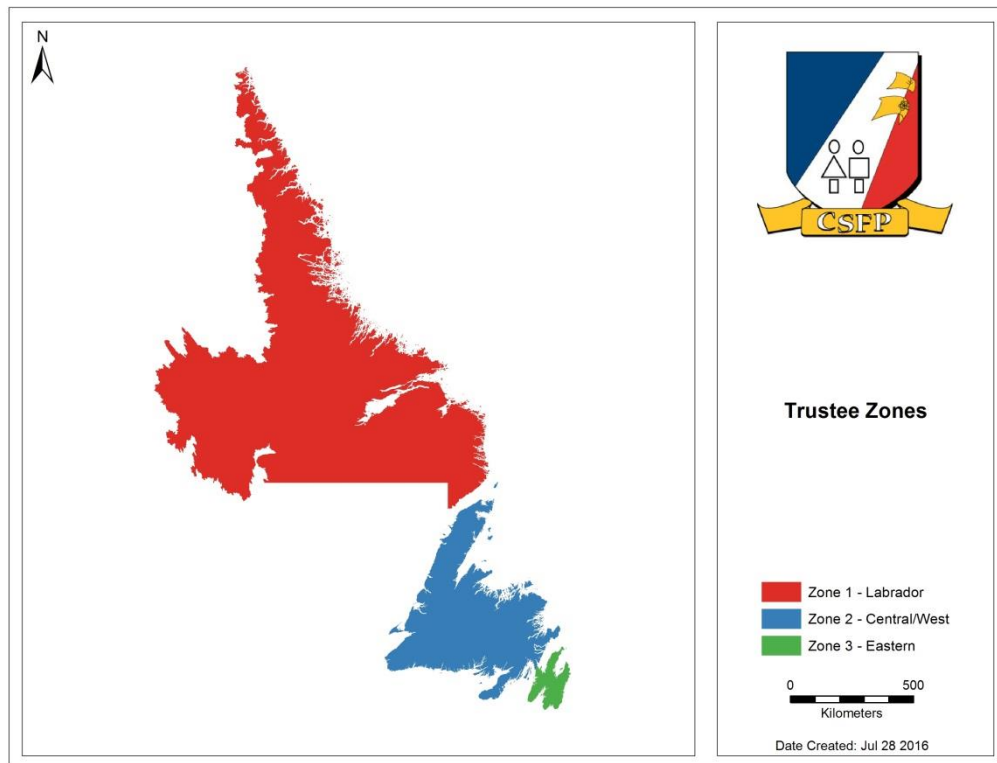 N
CSFP
Trustee Zones
Zone 1 - Labrador
Zone 2 - Central/West
Zone 3 - Eastern
0 500
Kilometers
Date Created: Jul 28 2016